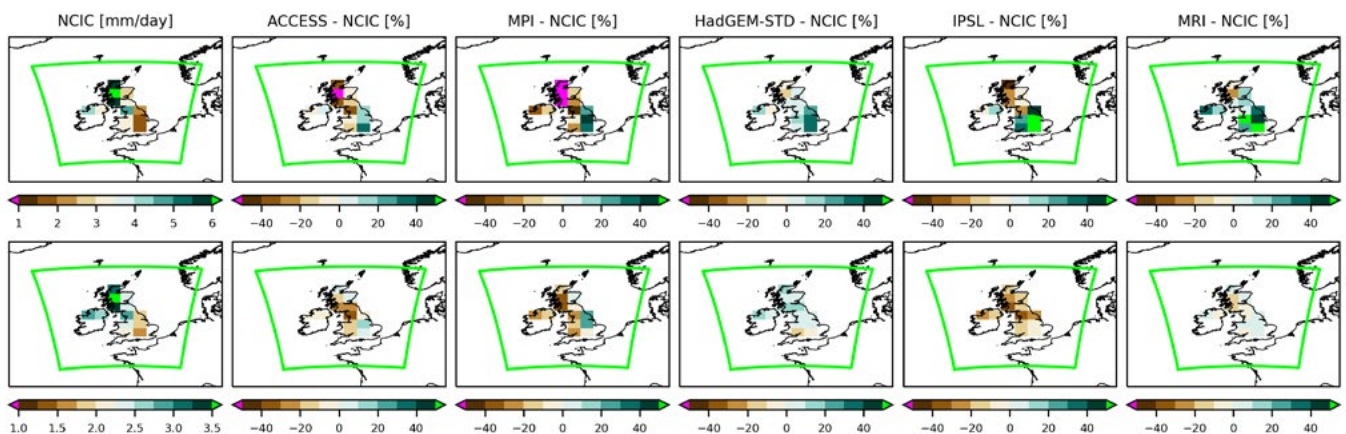 NCIC [mm/day] ACCESS - NCIC [%] MPI - NCIC [%] HadGEM-STD - NCIC [%] IPSL - NCIC [%] MRI - NCIC [%]
1 2 3 4 5 6 −40 −20 0 20 40 −40 −20 0 20 40 −40 −20 0 20 40 −40 −20 0 20 40 −40 −20 0 20 40
1.0 1.5 2.0 2.5 3.0 3.5 −40 −20 0 20 40 −40 −20 0 20 40 −40 −20 0 20 40 −40 −20 0 20 40 −40 −20 0 20 40